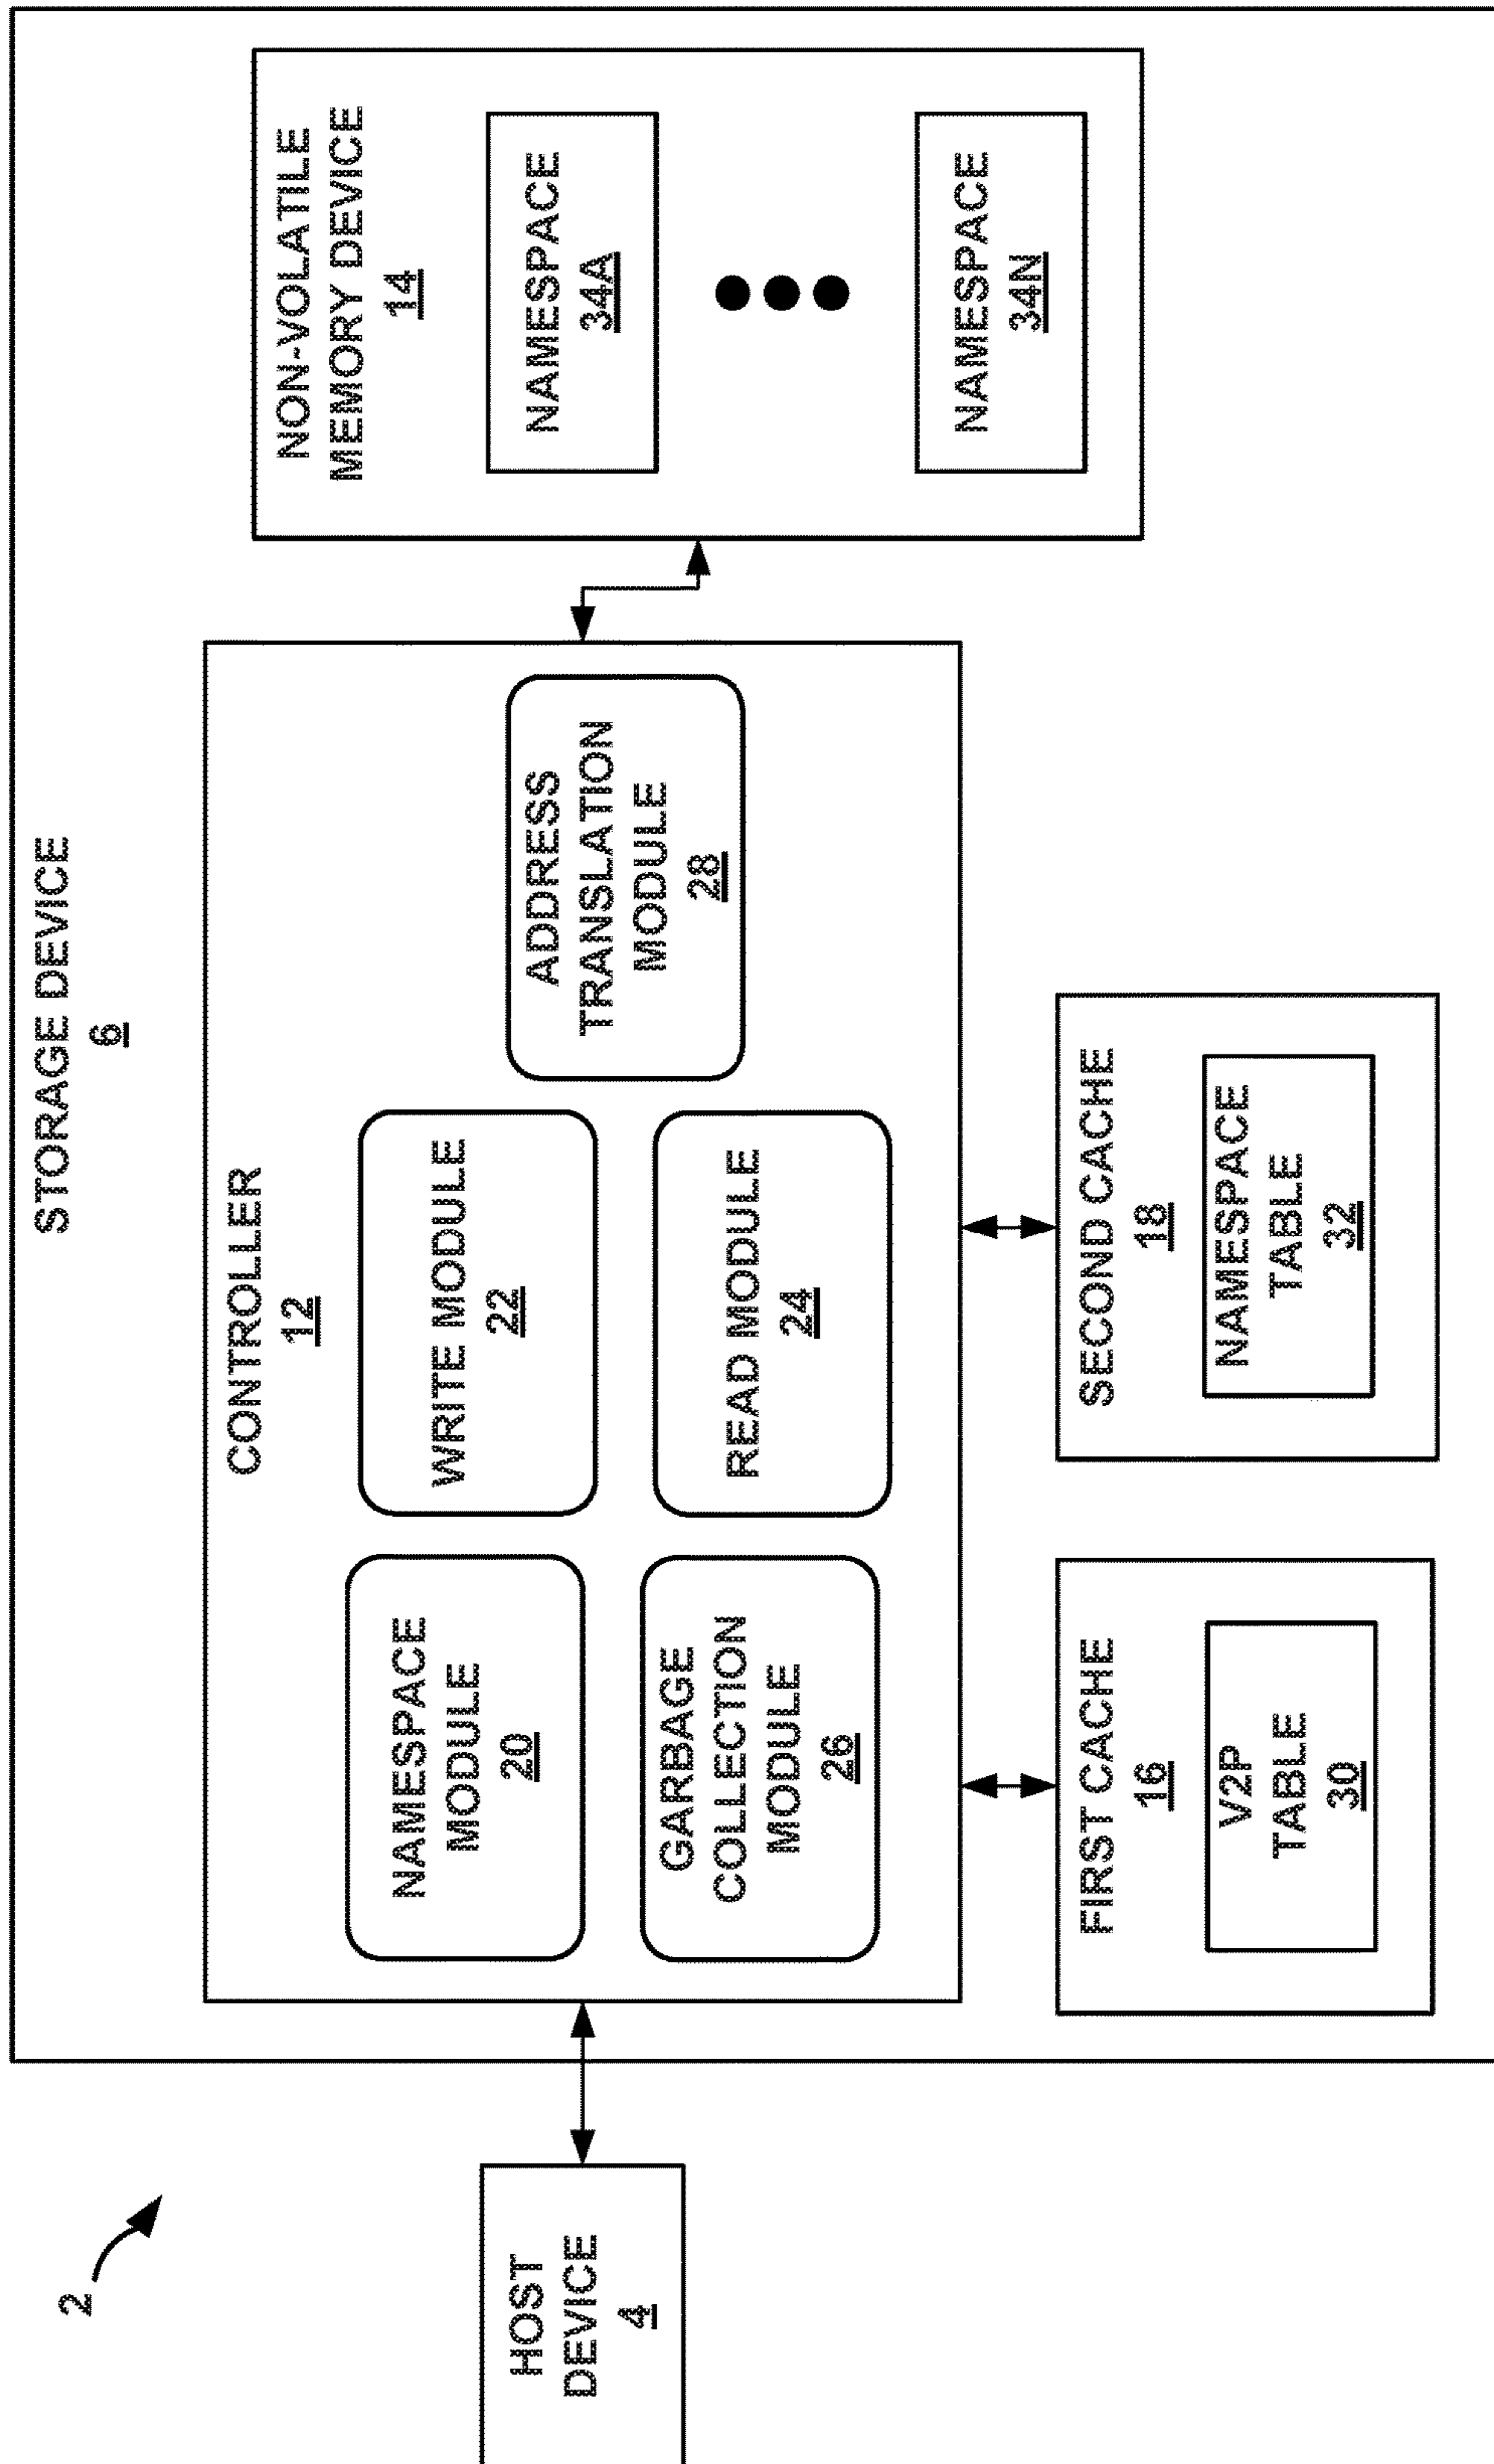 2
HOST
DEVICE
4
STORAGE DEVICE
6
CONTROLLER
12
NAMESPACE
MODULE
20
WRITE MODULE
22
GARBAGE
COLLECTION
MODULE
26
READ MODULE
24
ADDRESS
TRANSLATION
MODULE
28
NON-VOLATILE
MEMORY DEVICE
14
NAMESPACE
34A
NAMESPACE
34N
FIRST CACHE
16
V2P
TABLE
30
SECOND CACHE
18
NAMESPACE
TABLE
32